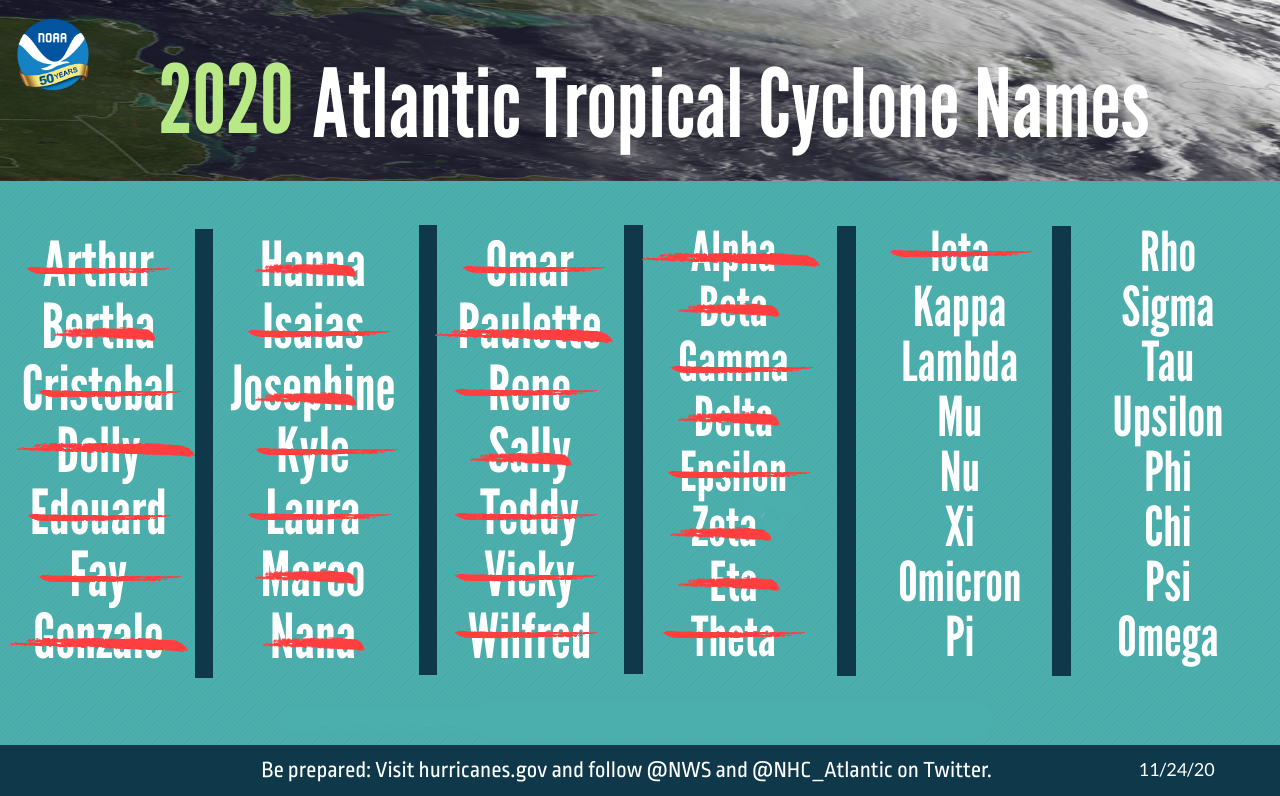 NOAA
50 YEARS
2020 Atlantic Tropical Cyclone Names
Arthur
Bertha
Cristobal
Dolly
Edouard
Fay
Gonzalo
Hanna
Isaias
Josephine
Kyle
Laura
Marco
Nana
Omar
Paulette
Rene
Sally
Teddy
Vicky
Wilfred
Alpha
Beta
Gamma
Delta
Epsilon
Zeta
Eta
Theta
Iota
Kappa
Lambda
Mu
Nu
Xi
Omicron
Pi
Rho
Sigma
Tau
Upsilon
Phi
Chi
Psi
Omega
Be prepared: Visit hurricanes.gov and follow @NWS and @NHC_Atlantic on Twitter.
11/24/20